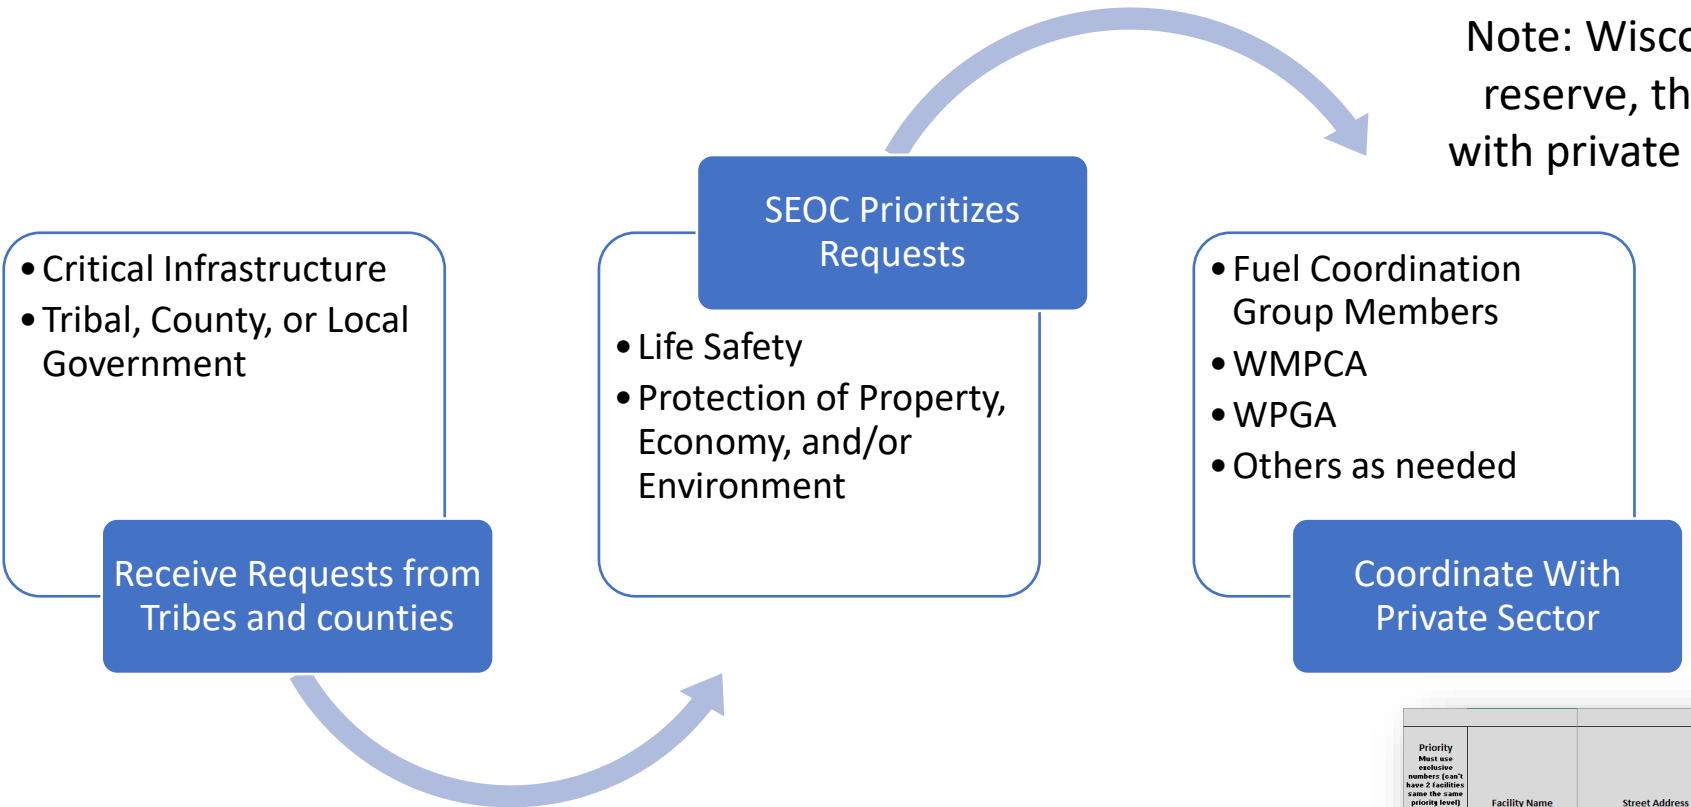 Note: Wisco
reserve, th
with private
SEOC Prioritizes
Requests
•Critical Infrastructure
•Tribal, County, or Local
Government
Receive Requests from
Tribes and counties
•Life Safety
•Protection of Property,
Economy, and/or
Environment
•Fuel Coordination
Group Members
•WMPCA
•WPGA
•Others as needed
Coordinate With
Private Sector
Priority
Must use
exclusive
numbers (can't
have 2 facilities
same the same
priority level)
Facility Name
Street Address